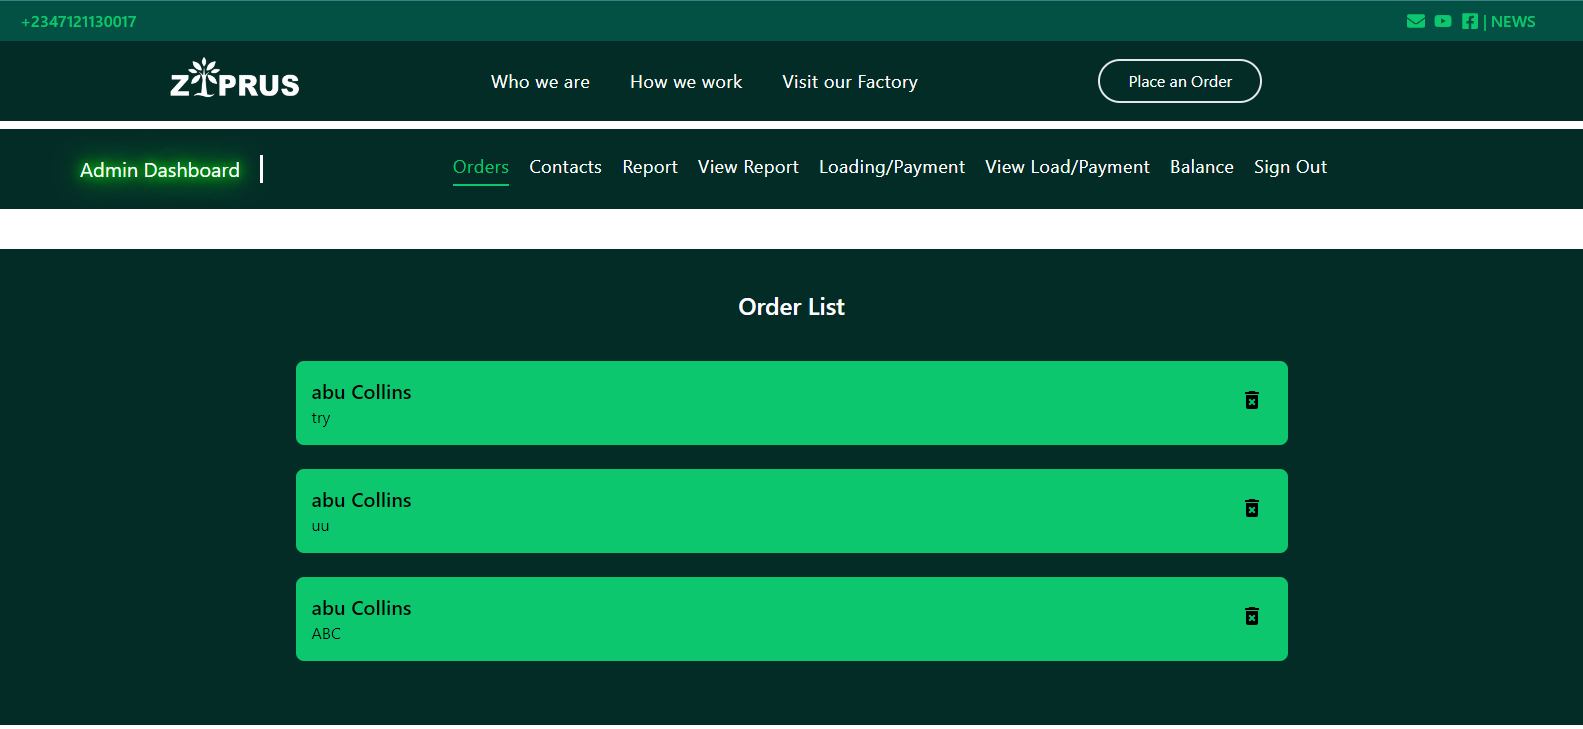 +2347121130017
| NEWS
ZIPRUS
Who we are
How we work
Visit our Factory
Place an Order
Admin Dashboard
Orders
Contacts
Report
View Report
Loading/Payment
View Load/Payment
Balance
Sign Out
Order List
abu Collins
try
abu Collins
uu
abu Collins
ABC